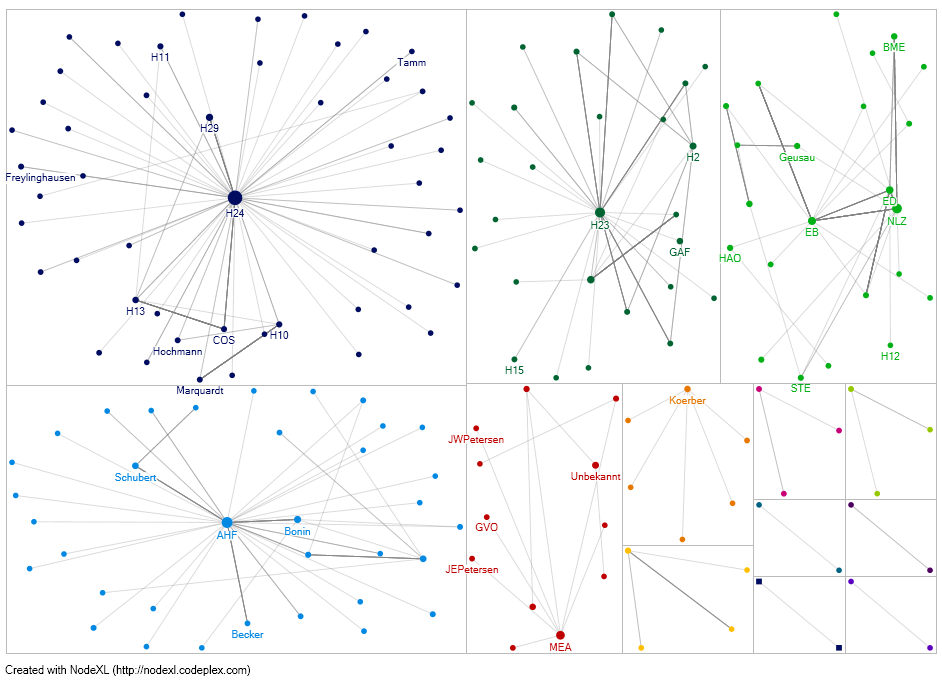 H11
Tamm
H29
Freylinghausen
H24
H13
COS
H10
Hochmann
Marquardt
H2
H23
GAF
H15
BME
Geusau
ED
NLZ
EB
HAO
H12
STE
Schubert
AHF
Bonin
Becker
JWPetersen
Unbekannt
GVO
JEPetersen
MEA
Koerber
Created with NodeXL (http://nodexl.codeplex.com)